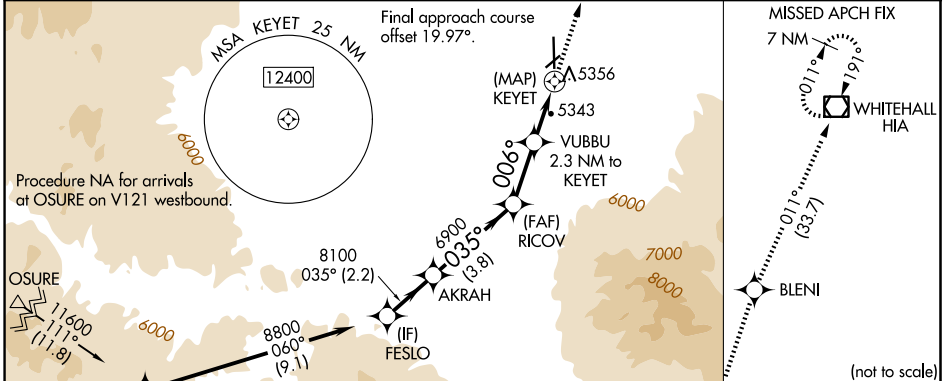 MSA KEYET 25 NM
12400
Final approach course
offset 19.97°.
(MAP)
KEYET
5356
5343
VUBBU
2.3 NM to
KEYET
006°
6000
Procedure NA for arrivals
at OSURE on V121 westbound.
(FAF)
RICOV
6900
035°
(3.8)
8100
035° (2.2)
AKRAH
(IF)
FESLO
OSURE
11600
111°
(11.8)
6000
8800
060°
(9.1)
6000
7000
8000
MISSED APCH FIX
7 NM
011°
191°
WHITEHALL
HIA
011°
(33.7)
BLENI
(not to scale)